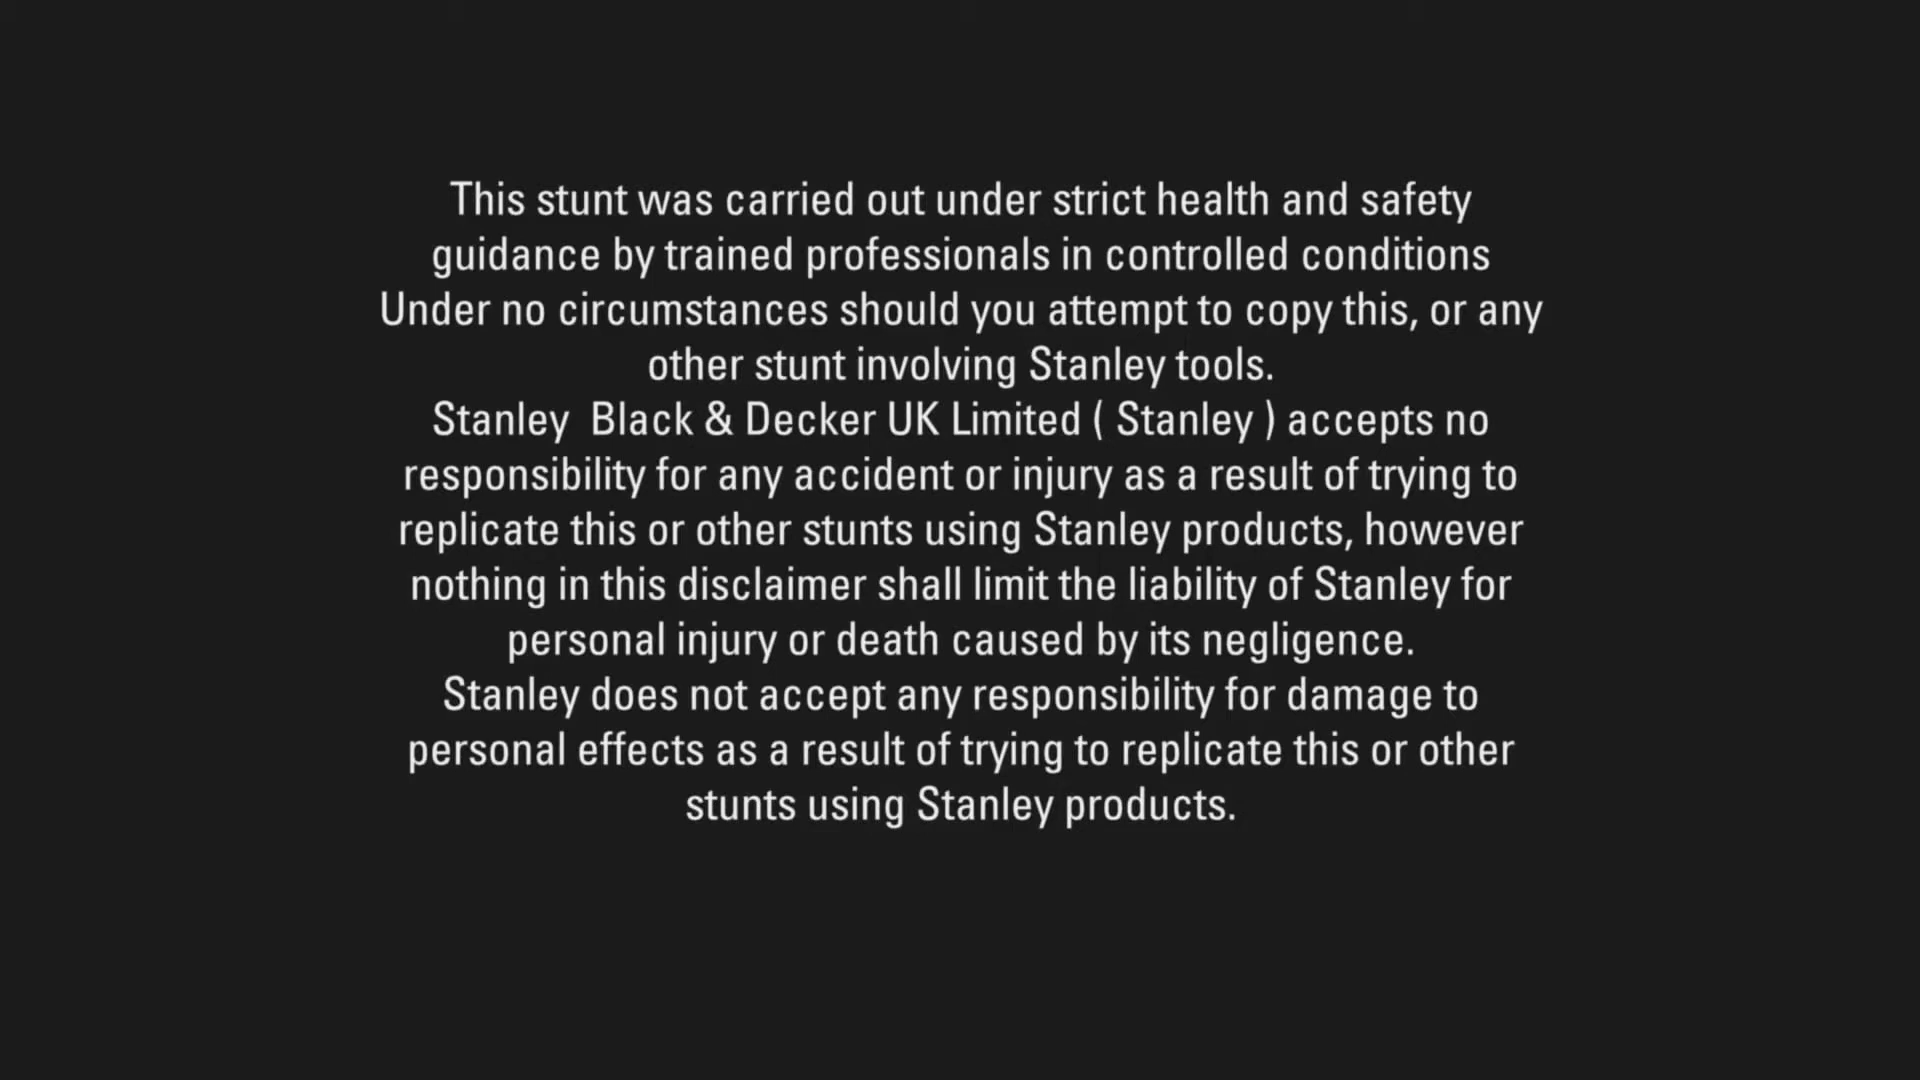 This stunt was carried out under strict health and safety
guidance by trained professionals in controlled conditions
Under no circumstances should you attempt to copy this, or any
other stunt involving Stanley tools.
Stanley  Black & Decker UK Limited ( Stanley ) accepts no
responsibility for any accident or injury as a result of trying to
replicate this or other stunts using Stanley products, however
nothing in this disclaimer shall limit the liability of Stanley for
personal injury or death caused by its negligence.
Stanley does not accept any responsibility for damage to
personal effects as a result of trying to replicate this or other
stunts using Stanley products.